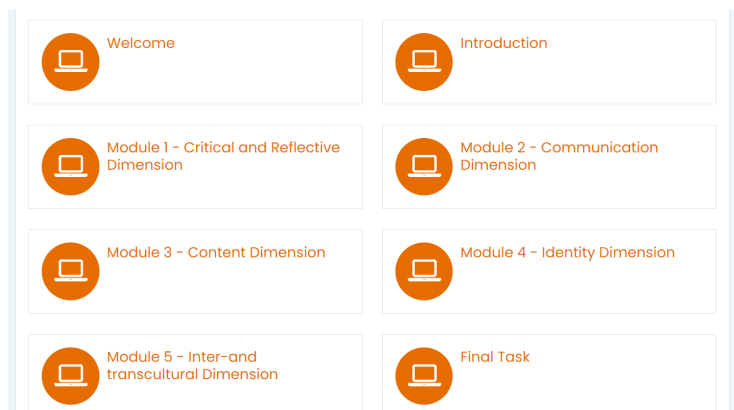 Welcome
Introduction
Module 1 - Critical and Reflective
Dimension
Module 2 - Communication
Dimension
Module 3 - Content Dimension
Module 4 - Identity Dimension
Module 5 - Inter-and
transcultural Dimension
Final Task